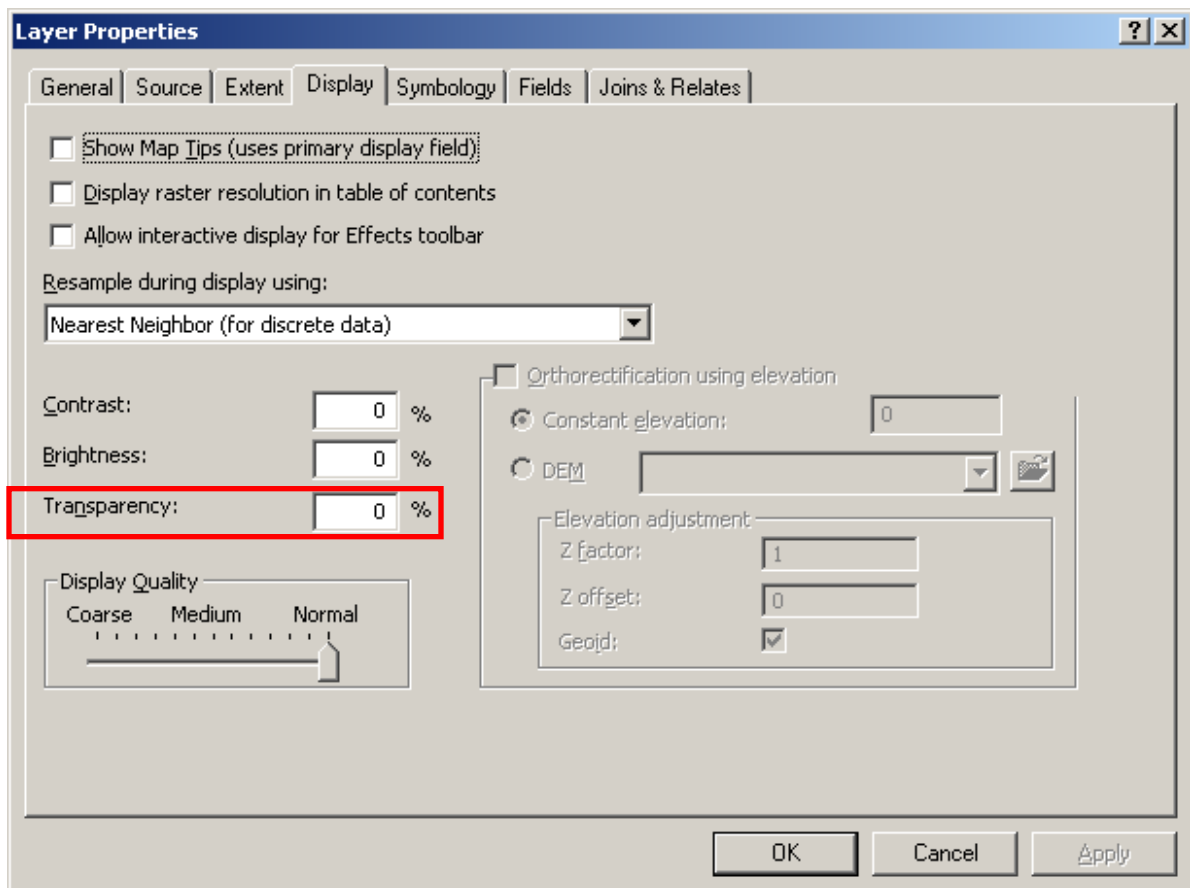 Layer Properties
General Source Extent Display Symbology Fields Joins & Relates
Show Map Tips (uses primary display field)
Display raster resolution in table of contents
Allow interactive display for Effects toolbar
Resample during display using:
Nearest Neighbor (for discrete data)
Contrast: 0 %
Brightness: 0 %
Transparency: 0 %
Display Quality
Coarse Medium Normal
Orthorectification using elevation
Constant elevation: 0
DEM
Elevation adjustment
Z factor: 1
Z offset: 0
Geoid:
OK Cancel Apply